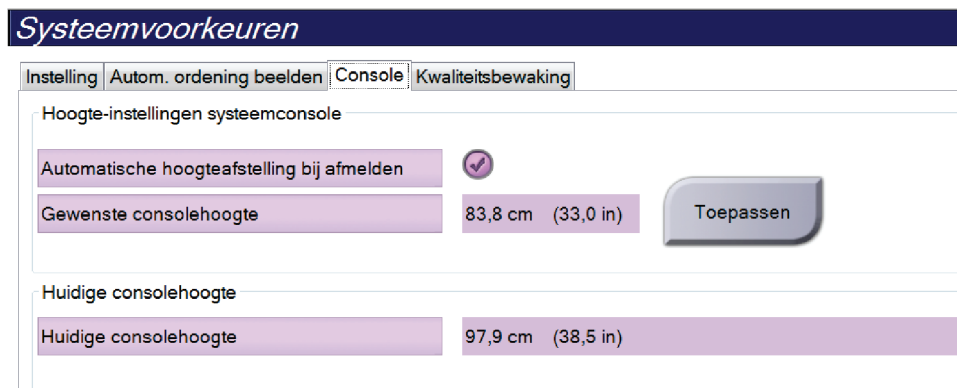 Systeemvoorkeuren
Instelling Autom. ordening beelden Console Kwaliteitsbewaking
Hoogte-instellingen systeemconsole
Automatische hoogteafstelling bij afmelden
Gewenste consolehoogte 83,8 cm (33,0 in) Toepassen
Huidige consolehoogte
Huidige consolehoogte 97,9 cm (38,5 in)